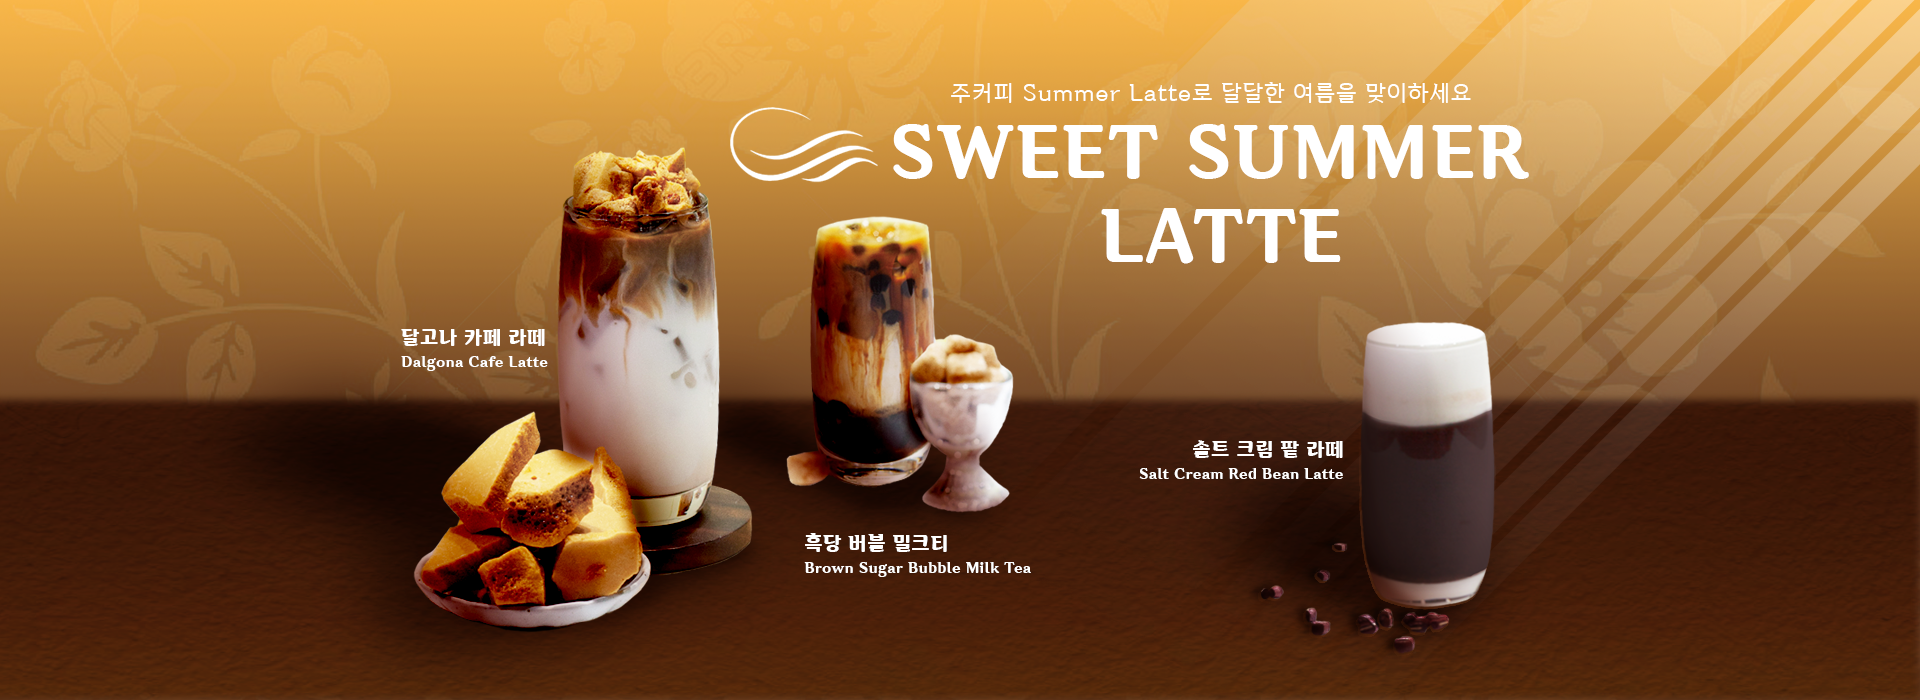 주커피 Summer Latte로 달달한 여름을 맞이하세요
SWEET SUMMER
LATTE
달고나 카페 라떼
Dalgona Cafe Latte
흑당 버블 밀크티
Brown Sugar Bubble Milk Tea
솔트 크림 팥 라떼
Salt Cream Red Bean Latte